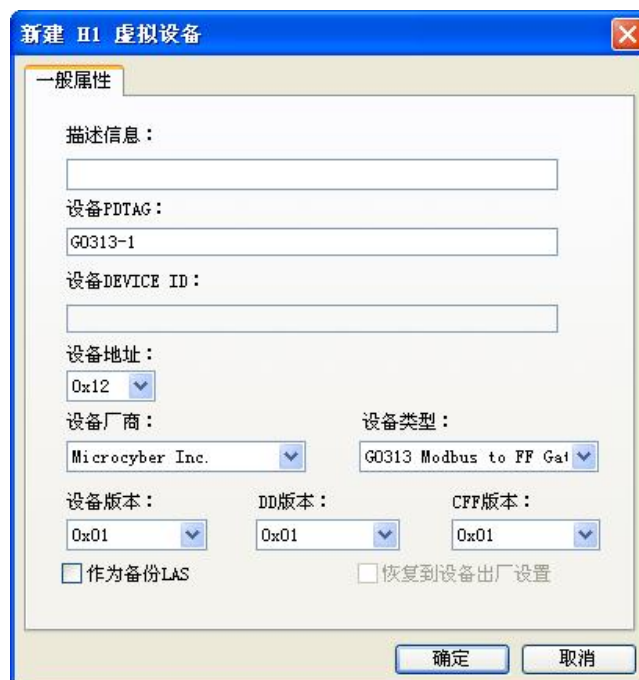 新建 H1 虚拟设备
一般属性
描述信息：
设备PDTAG：
G0313-1
设备DEVICE ID：
设备地址：
0x12
设备厂商： 设备类型：
Microcyber Inc. G0313 Modbus to FF Gat
设备版本： DD版本： CFF版本：
0x01 0x01 0x01
作为备份LAS 恢复到设备出厂设置
确定 取消